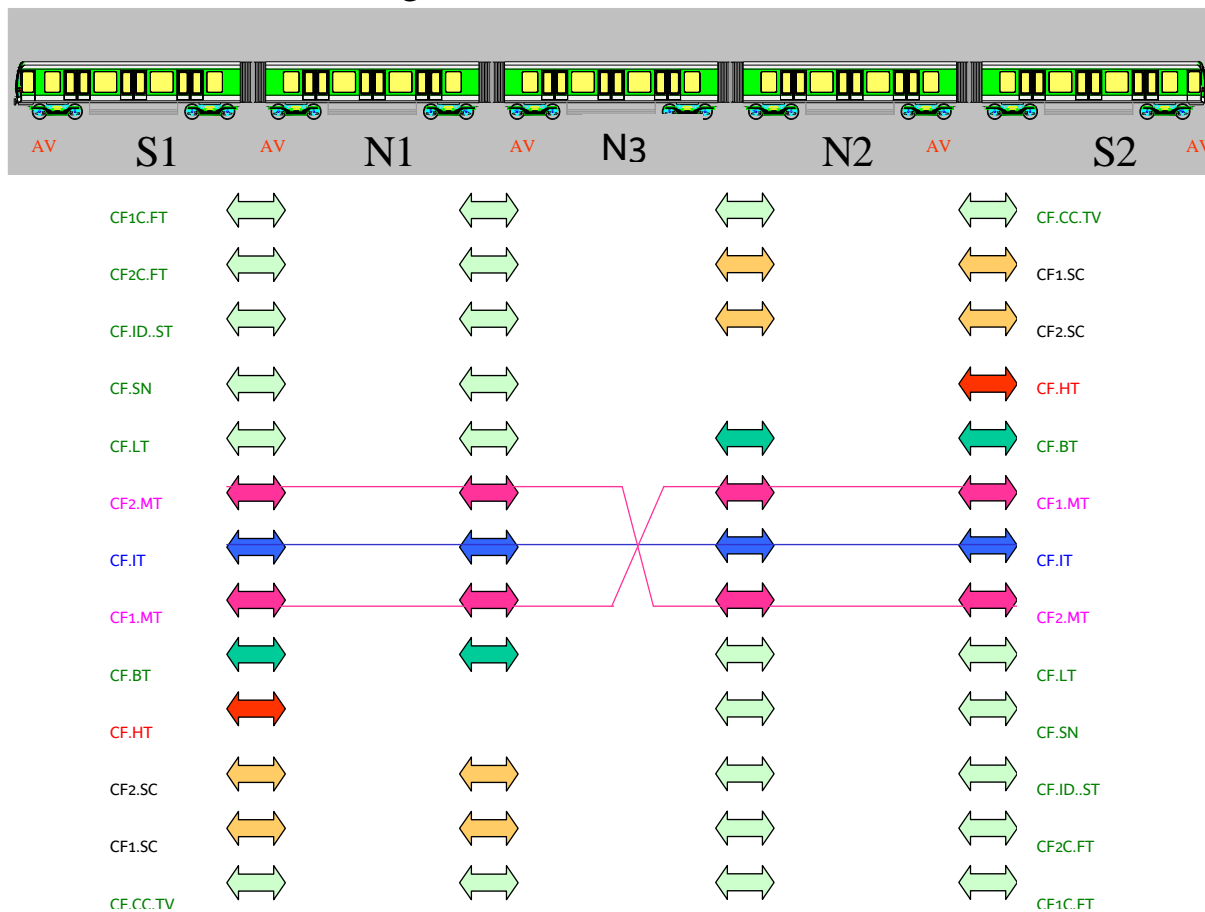 AV S1 AV N1 AV N3 N2 AV S2 AV
CF1C.FT CF.CC.TV
CF2C.FT CF1.SC
CF.ID..ST CF2.SC
CF.SN CF.HT
CF.LT CF.BT
CF2.MT CF1.MT
CF.IT CF.IT
CF1.MT CF2.MT
CF.BT CF.LT
CF.HT CF.SN
CF2.SC CF.ID..ST
CF1.SC CF2C.FT
CF.CC.TV CF1C.FT